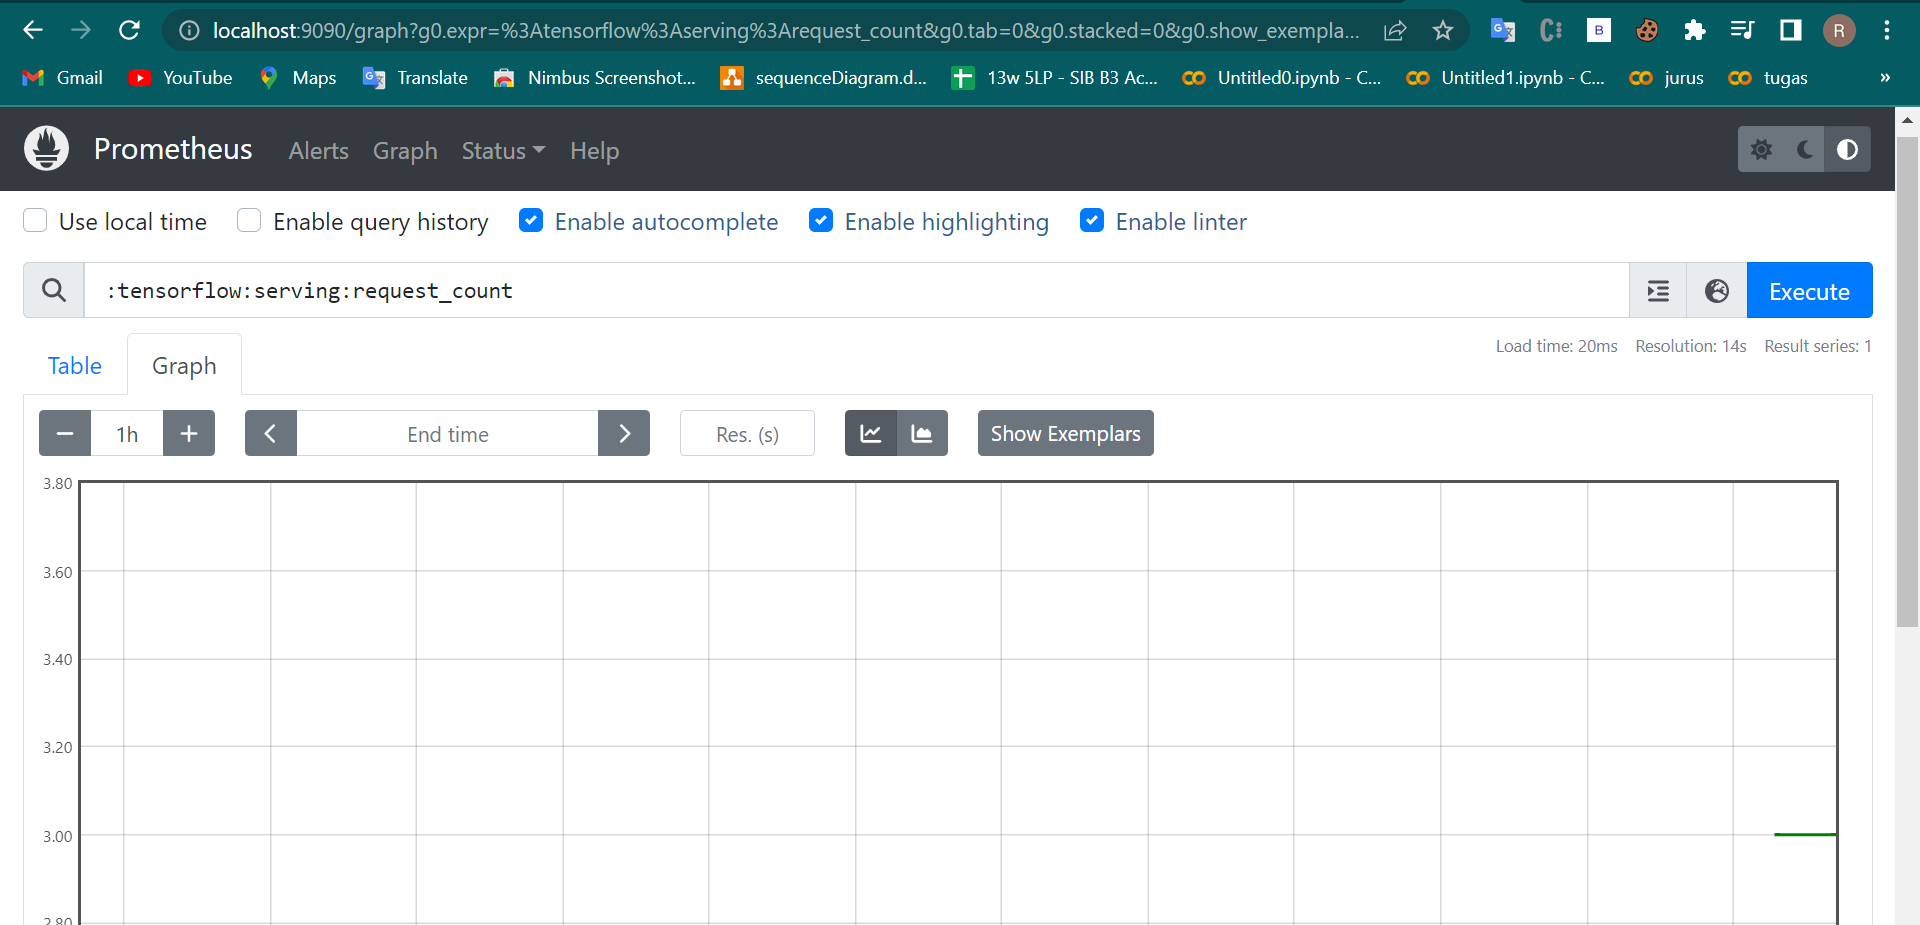 localhost:9090/graph?g0.expr=%3Atensorflow%3Aserving%3Arequest_count&g0.tab=0&g0.stacked=0&g0.show_exempla...
B
R
Gmail YouTube Maps Translate Nimbus Screenshot... sequenceDiagram.d... 13w 5LP - SIB B3 Ac... Untitled0.ipynb - C... Untitled1.ipynb - C... jurus tugas »
Prometheus Alerts Graph Status Help
Use local time Enable query history Enable autocomplete Enable highlighting Enable linter
:tensorflow:serving:request_count Execute
Load time: 20ms Resolution: 14s Result series: 1
Table Graph
1h End time Res. (s) Show Exemplars
3.80
3.60
3.40
3.20
3.00
2.80